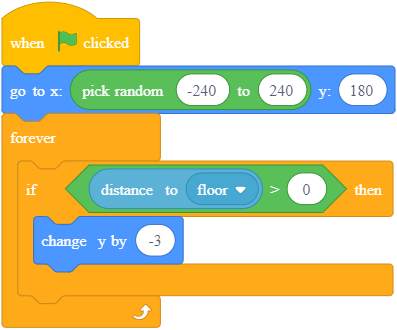 when clicked
go to x: pick random -240 to 240 y: 180
forever
if distance to floor > 0 then
change y by -3